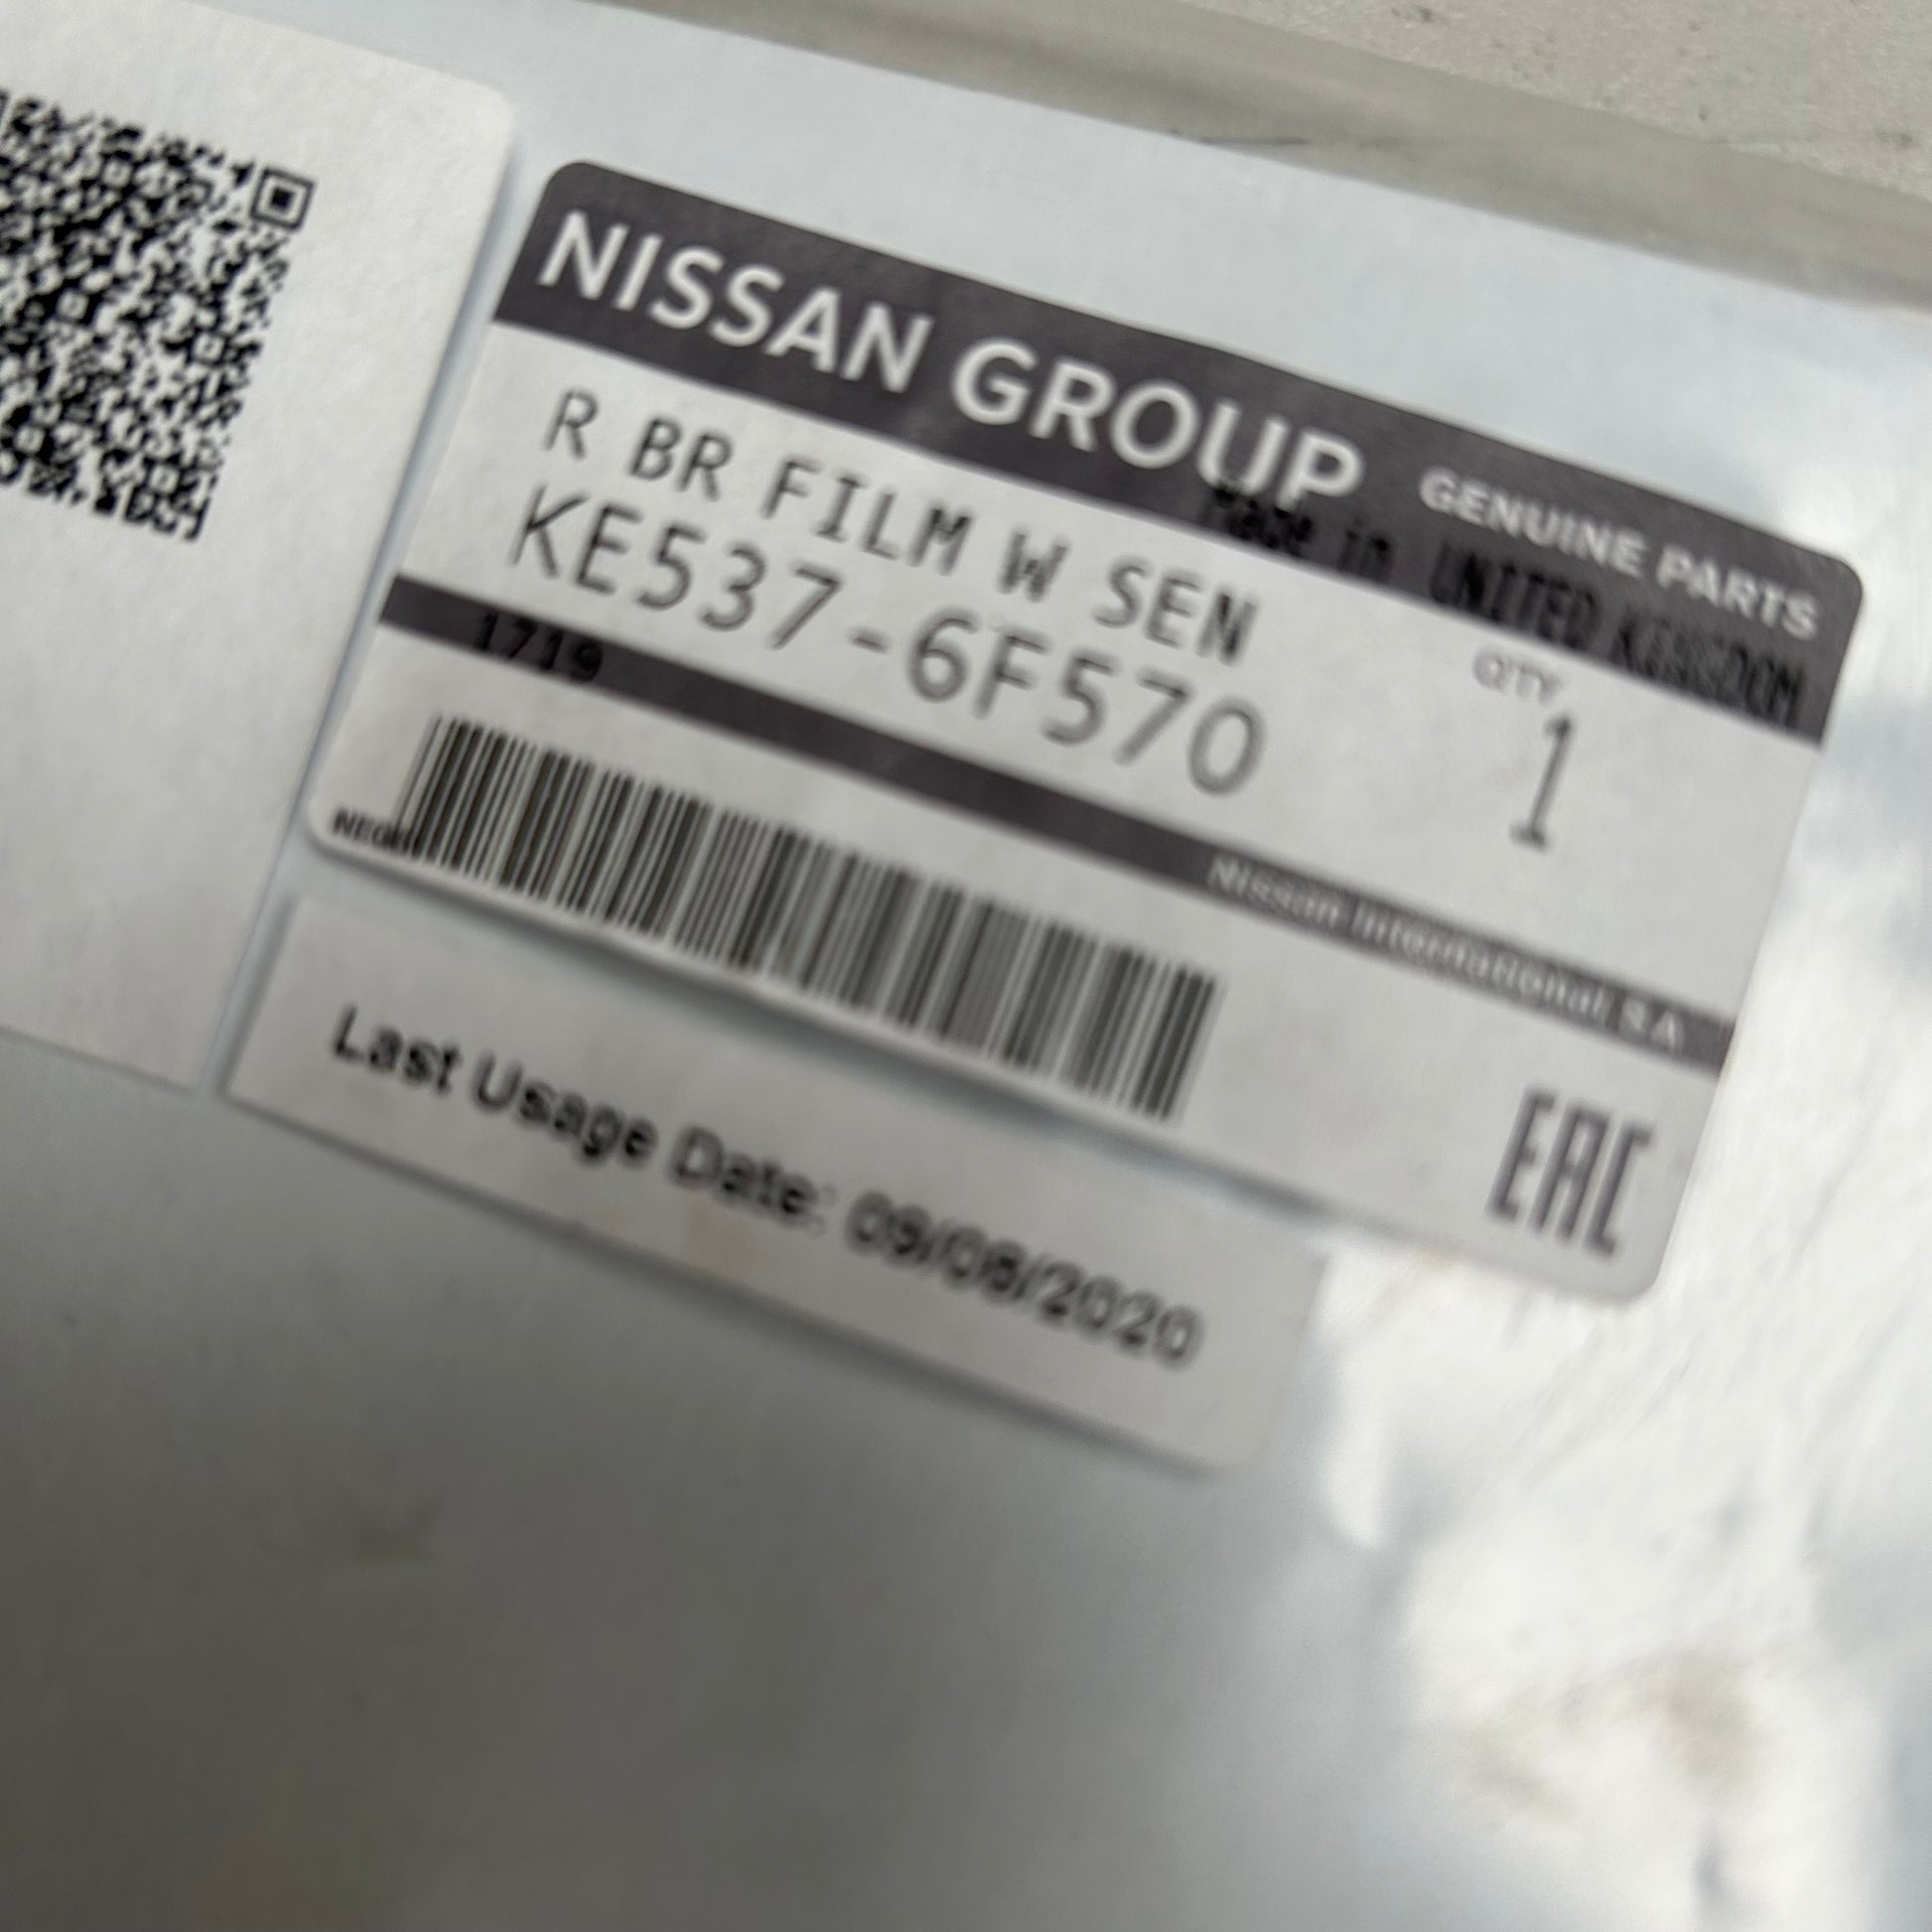 NISSAN GROUP GENUINE PARTS
Made in UNITED KINGDOM
R BR FILM W SEN
QTY
KE537-6F570 1
1719
Nissan International SA
EAC
Last Usage Date: 09/08/2020